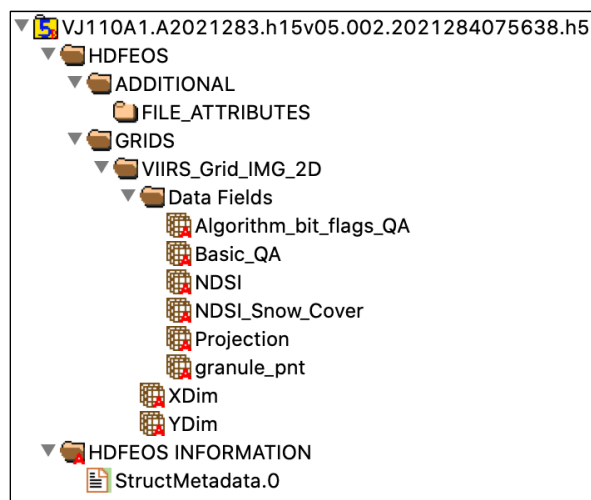 VJ110A1.A2021283.h15v05.002.2021284075638.h5
HDFEOS
ADDITIONAL
FILE_ATTRIBUTES
GRIDS
VIIRS_Grid_IMG_2D
Data Fields
Algorithm_bit_flags_QA
Basic_QA
NDSI
NDSI_Snow_Cover
Projection
granule_pnt
XDim
YDim
HDFEOS INFORMATION
StructMetadata.0